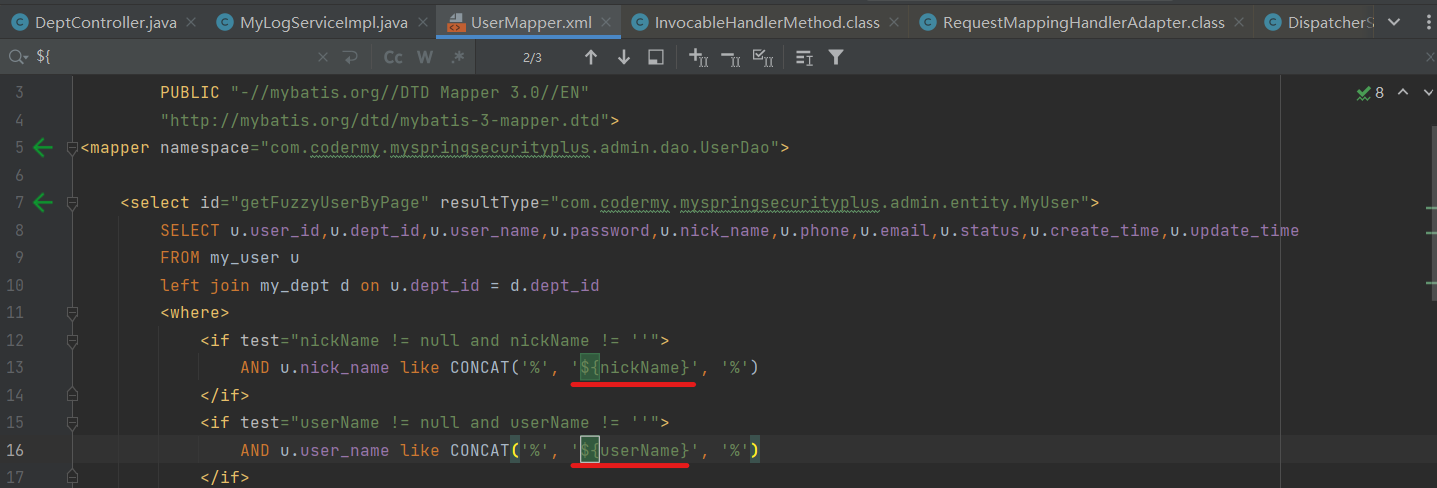 DeptController.java MyLogServiceImpl.java UserMapper.xml InvocableHandlerMethod.class RequestMappingHandlerAdapter.class DispatcherS
${ Cc W .* 2/3
3 PUBLIC "-//mybatis.org//DTD Mapper 3.0//EN" 8
4 "http://mybatis.org/dtd/mybatis-3-mapper.dtd">
5 <mapper namespace="com.codermy.myspringsecurityplus.admin.dao.UserDao">
6
7 <select id="getFuzzyUserByPage" resultType="com.codermy.myspringsecurityplus.admin.entity.MyUser">
8 SELECT u.user_id,u.dept_id,u.user_name,u.password,u.nick_name,u.phone,u.email,u.status,u.create_time,u.update_time
9 FROM my_user u
10 left join my_dept d on u.dept_id = d.dept_id
11 <where>
12 <if test="nickName != null and nickName != ''">
13 AND u.nick_name like CONCAT('%', '${nickName}', '%')
14 </if>
15 <if test="userName != null and userName != ''">
16 AND u.user_name like CONCAT('%', '${userName}', '%')
17 </if>